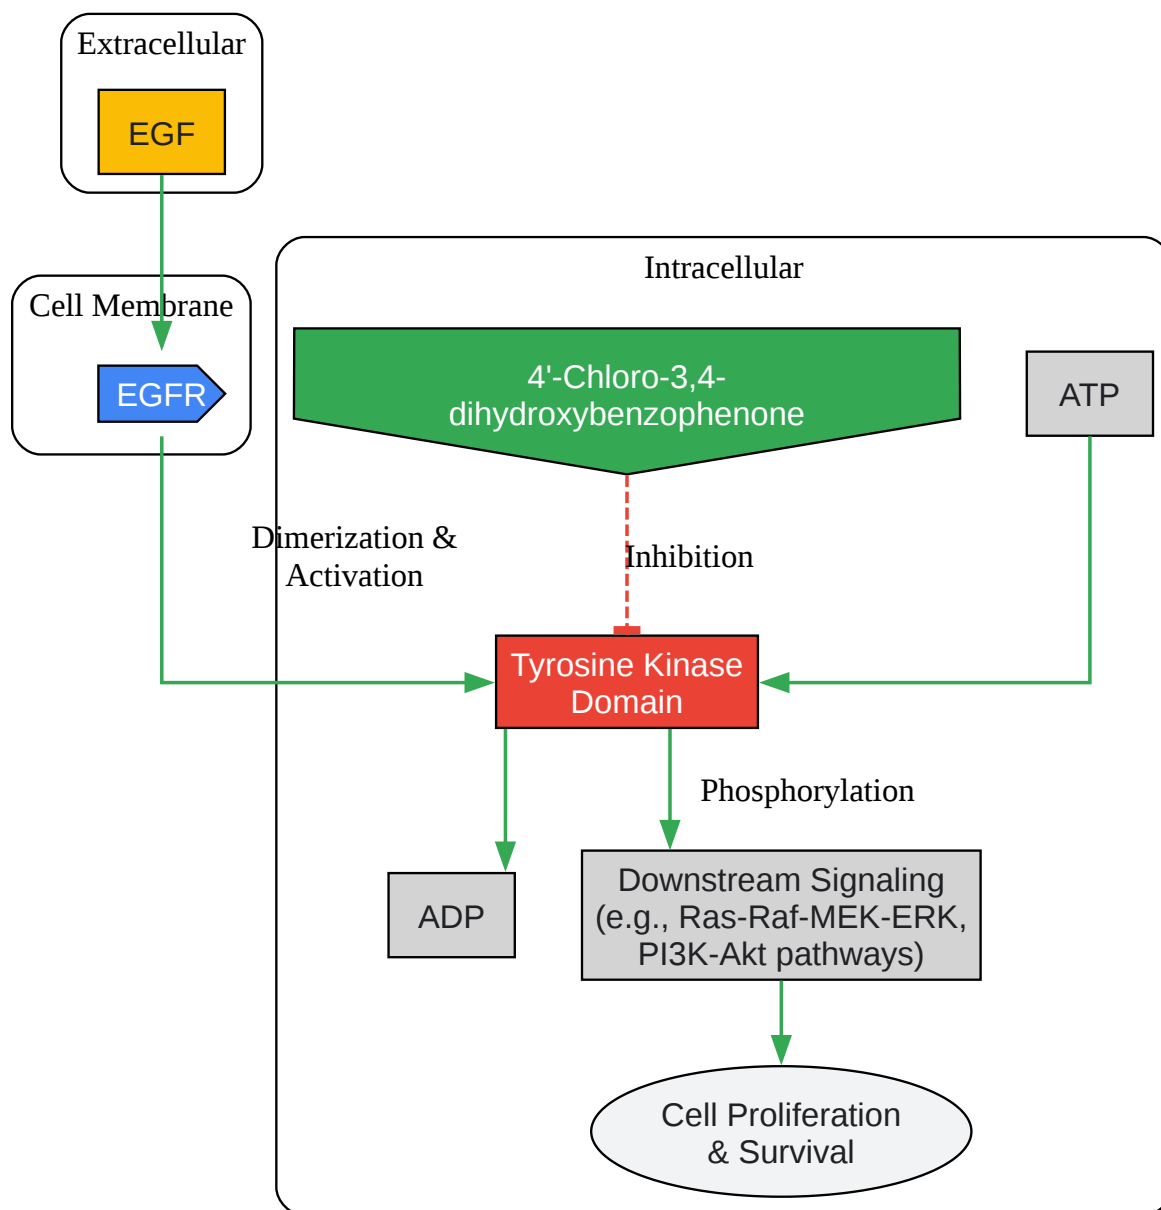 Extracellular
EGF
Cell Membrane
EGFR
Intracellular
4'-Chloro-3,4-
dihydroxybenzophenone
ATP
Dimerization &
Activation
Inhibition
Tyrosine Kinase
Domain
Phosphorylation
ADP
Downstream Signaling
(e.g., Ras-Raf-MEK-ERK,
PI3K-Akt pathways)
Cell Proliferation
& Survival